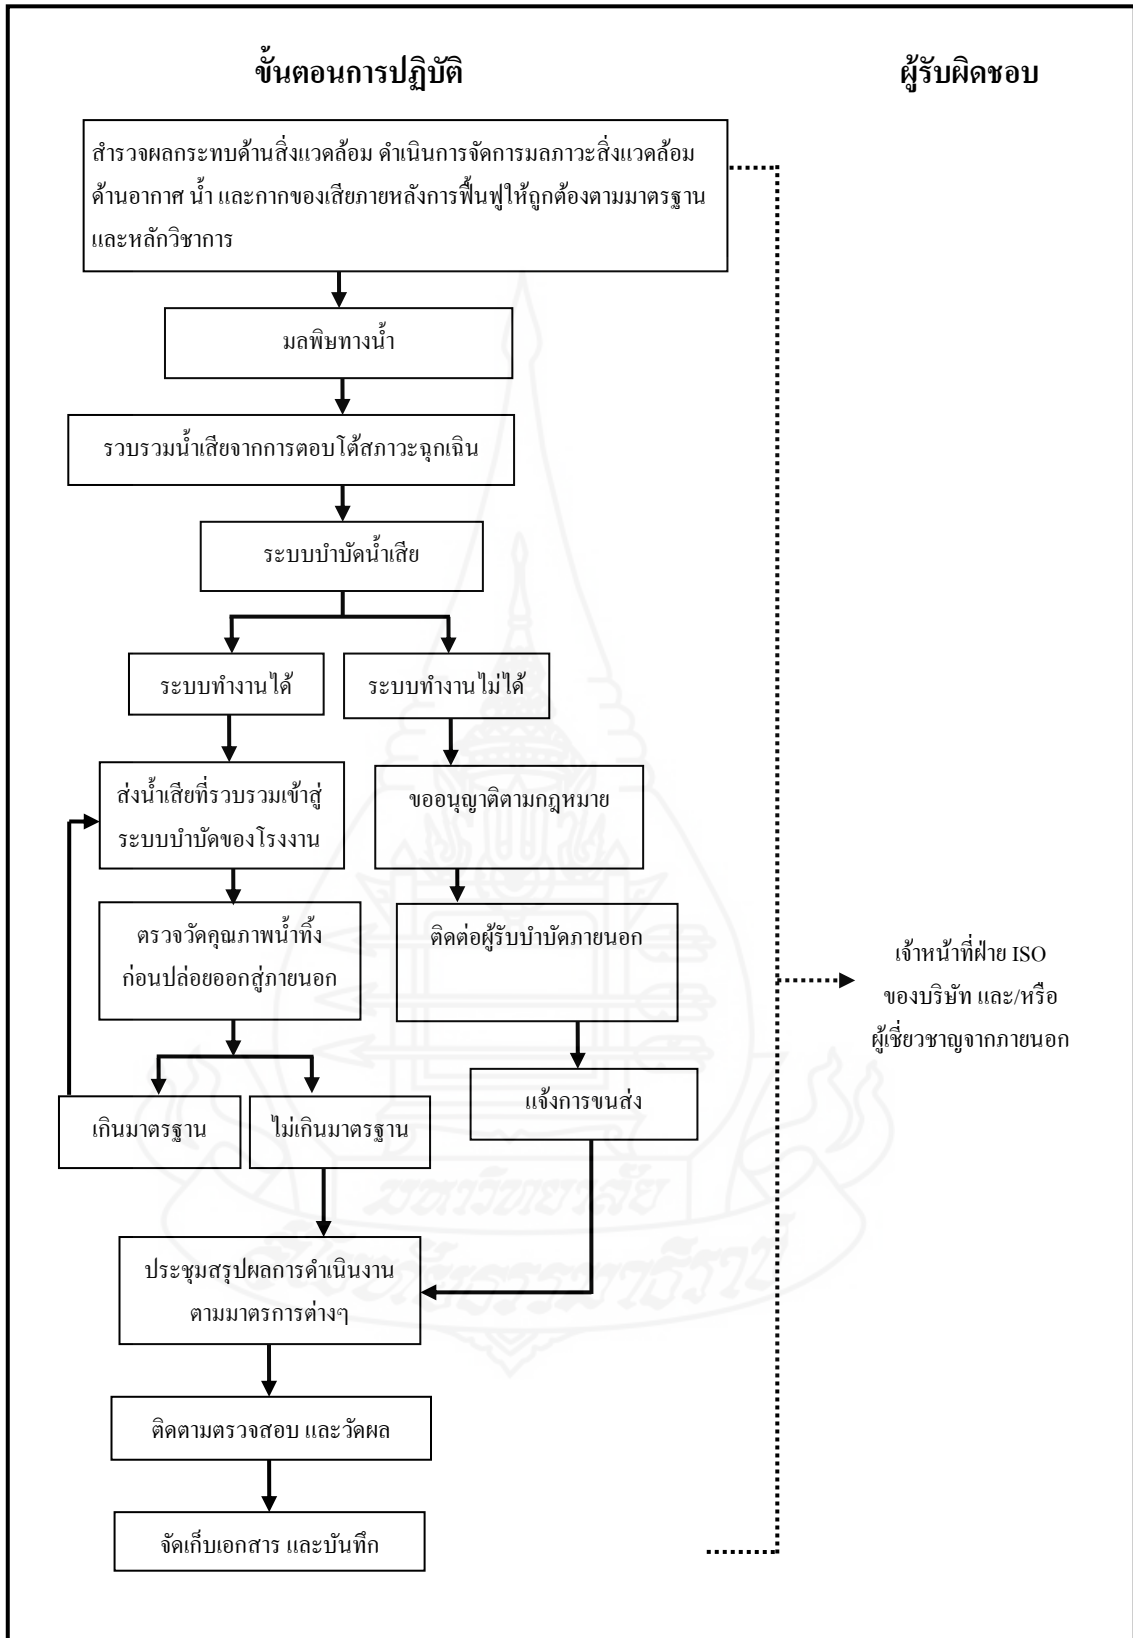 ขั้นตอนการปฏิบัติ
ผู้รับผิดชอบ
สำรวจผลกระทบด้านสิ่งแวดล้อม ดำเนินการจัดการมลภาวะสิ่งแวดล้อม
ด้านอากาศ น้ำ และกากของเสียภายหลังการฟื้นฟูให้ถูกต้องตามมาตรฐาน
และหลักวิชาการ
มลพิษทางน้ำ
รวบรวมน้ำเสียจากการตอบโต้สภาวะฉุกเฉิน
ระบบบำบัดน้ำเสีย
ระบบทำงานได้
ระบบทำงานไม่ได้
ส่งน้ำเสียที่รวบรวมเข้าสู่
ระบบบำบัดของโรงงาน
ขออนุญาติตามกฎหมาย
ตรวจวัดคุณภาพน้ำทิ้ง
ก่อนปล่อยออกสู่ภายนอก
ติดต่อผู้รับบำบัดภายนอก
เจ้าหน้าที่ฝ่าย ISO
ของบริษัท และ/หรือ
ผู้เชี่ยวชาญจากภายนอก
เกินมาตรฐาน
ไม่เกินมาตรฐาน
แจ้งการขนส่ง
มหาวิทยาลัย
สุโขทัยธรรมาธิราช
ประชุมสรุปผลการดำเนินงาน
ตามมาตรการต่างๆ
ติดตามตรวจสอบ และวัดผล
จัดเก็บเอกสาร และบันทึก